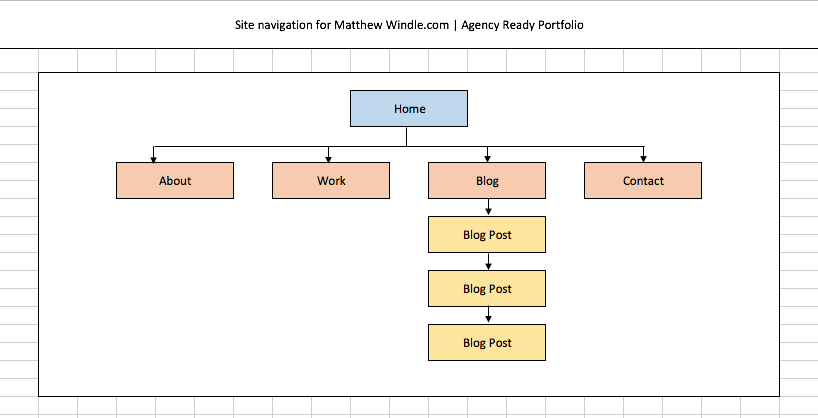 Site navigation for Matthew Windle.com | Agency Ready Portfolio
Home
About
Work
Blog
Contact
Blog Post
Blog Post
Blog Post